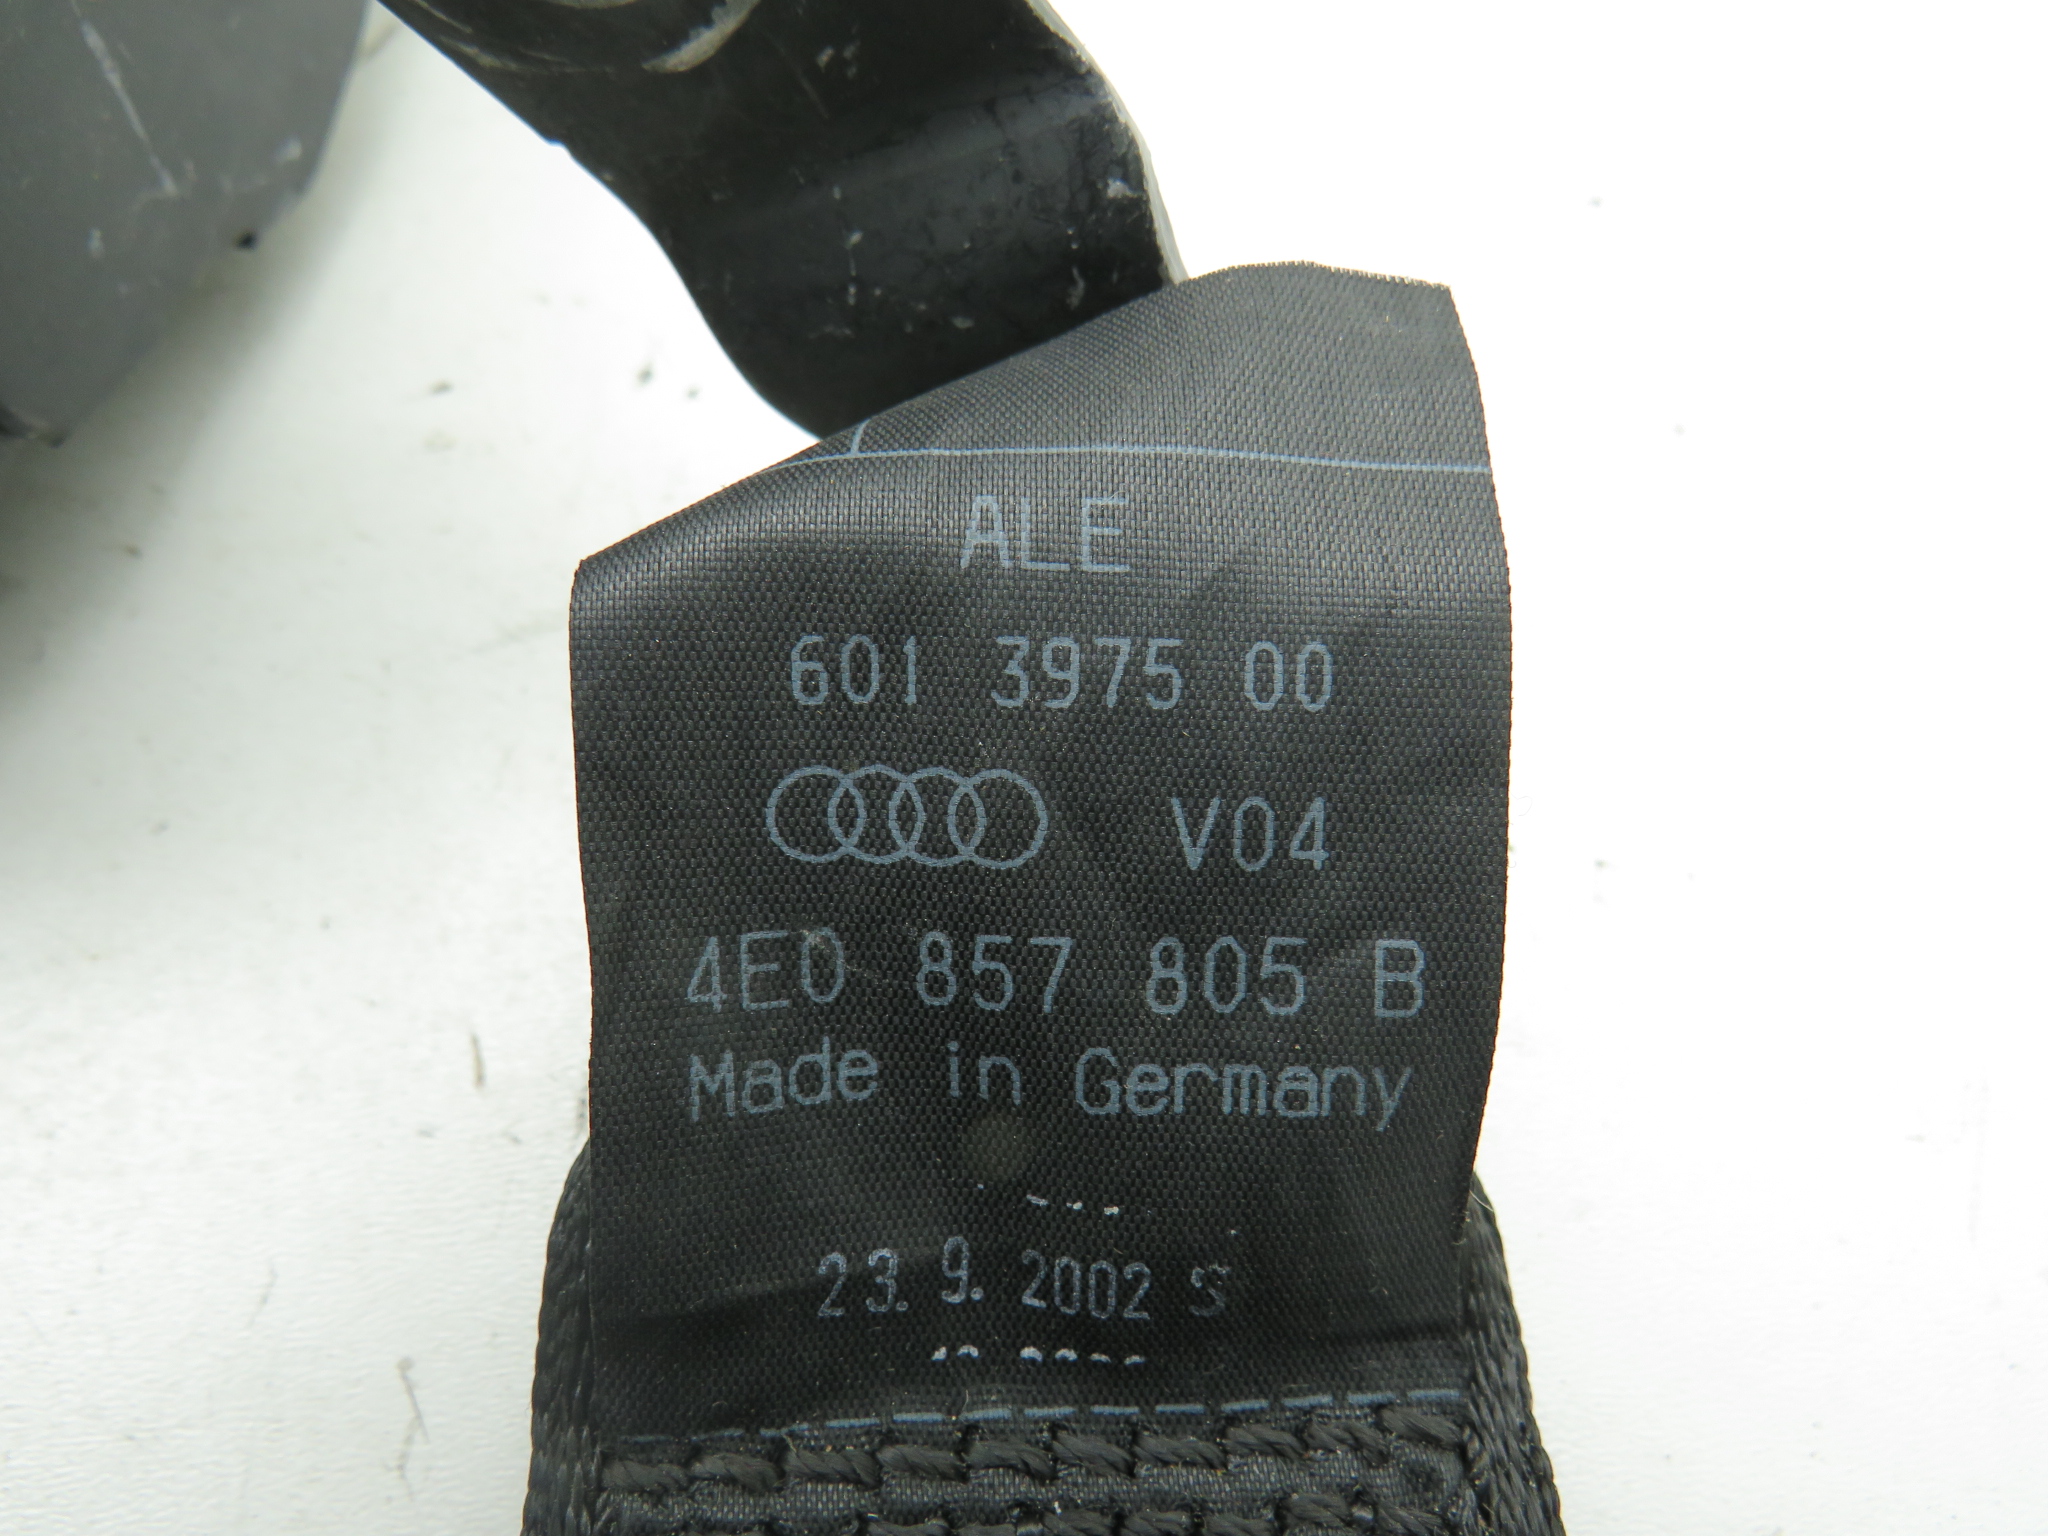 ALE
601 3975 00
V04
4E0 857 805 B
Made in Germany
23. 9. 2002 S